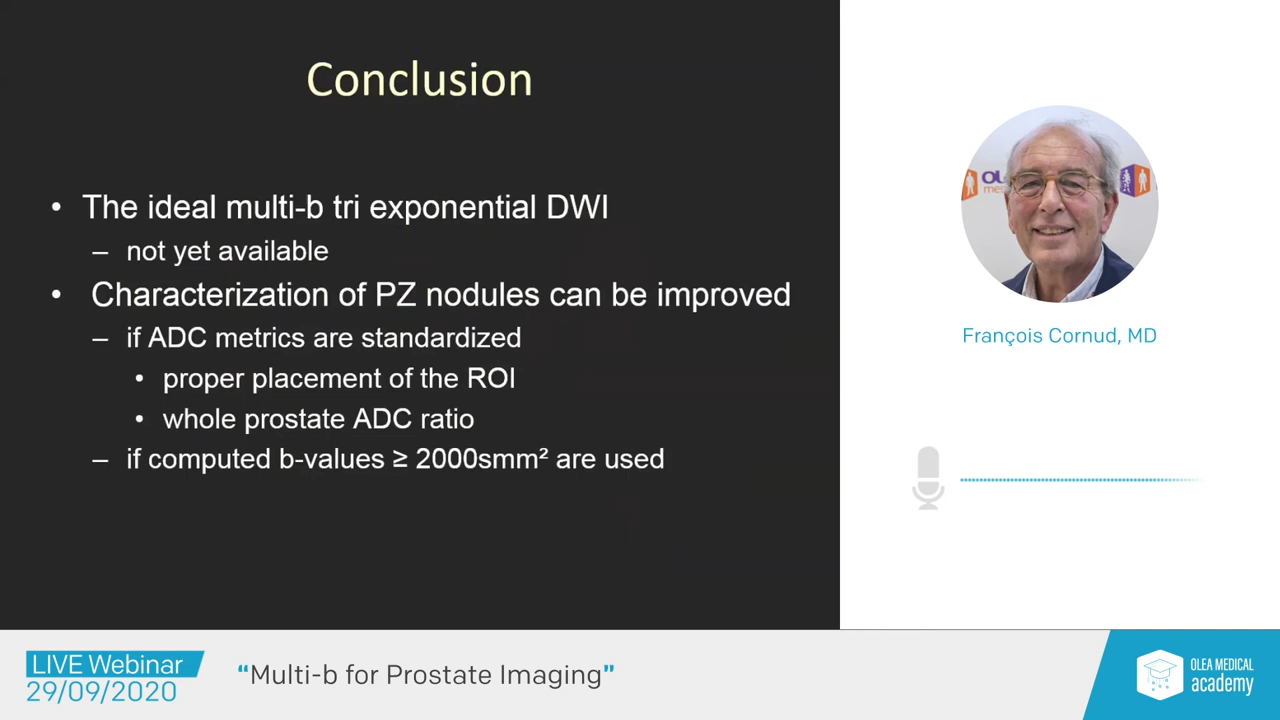 Conclusion
• The ideal multi-b tri exponential DWI
– not yet available
• Characterization of PZ nodules can be improved
– if ADC metrics are standardized
• proper placement of the ROI
• whole prostate ADC ratio
– if computed b-values ≥ 2000smm² are used
François Cornud, MD
LIVE Webinar
29/09/2020
“Multi-b for Prostate Imaging”
OLEA MEDICAL
academy